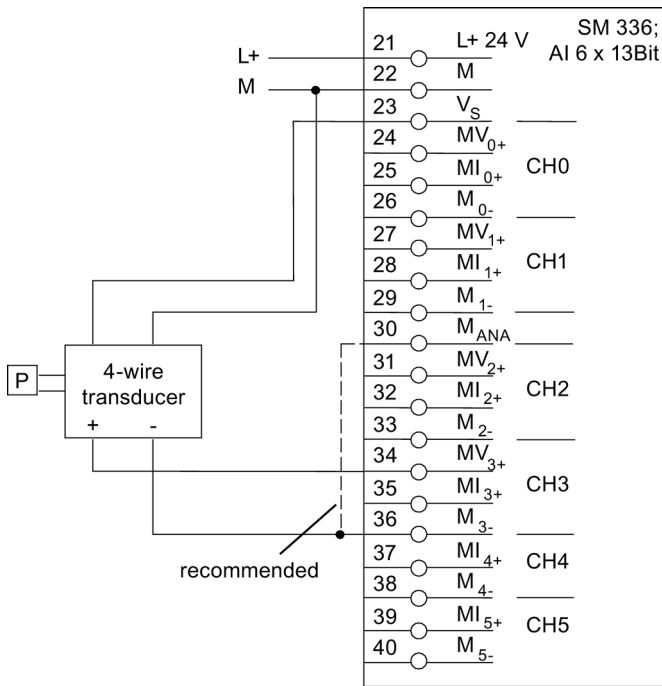 SM 336;
AI 6 x 13Bit
L+
M
21 L+ 24 V
22 M
23 VS
24 MV0+
25 MI0+
26 M0-
CH0
27 MV1+
28 MI1+
29 M1-
CH1
30 MANA
31 MV2+
32 MI2+
33 M2-
CH2
34 MV3+
35 MI3+
36 M3-
CH3
37 MI4+
38 M4-
CH4
39 MI5+
40 M5-
CH5
P
4-wire
transducer
+ -
recommended